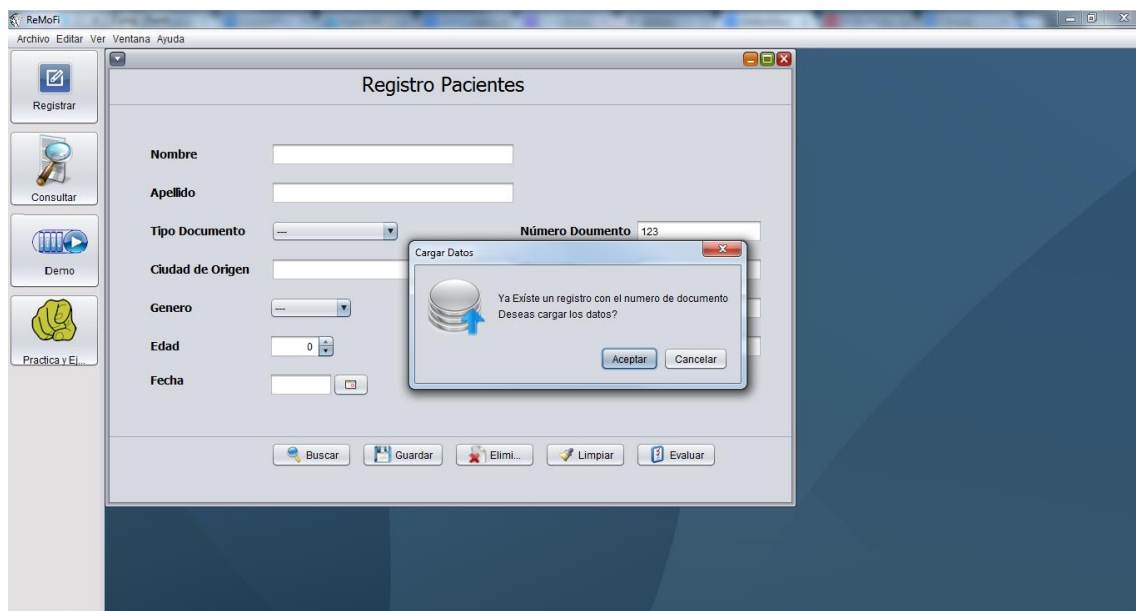 ReMoFi
Archivo Editar Ver Ventana Ayuda
Registrar
Consultar
Demo
Practica y Ej...
Registro Pacientes
Nombre
Apellido
Tipo Documento --- Número Doumento 123
Ciudad de Origen
Genero ---
Edad 0
Fecha
Cargar Datos
Ya Exíste un registro con el numero de documento
Deseas cargar los datos?
Aceptar Cancelar
Buscar Guardar Elimi... Limpiar Evaluar